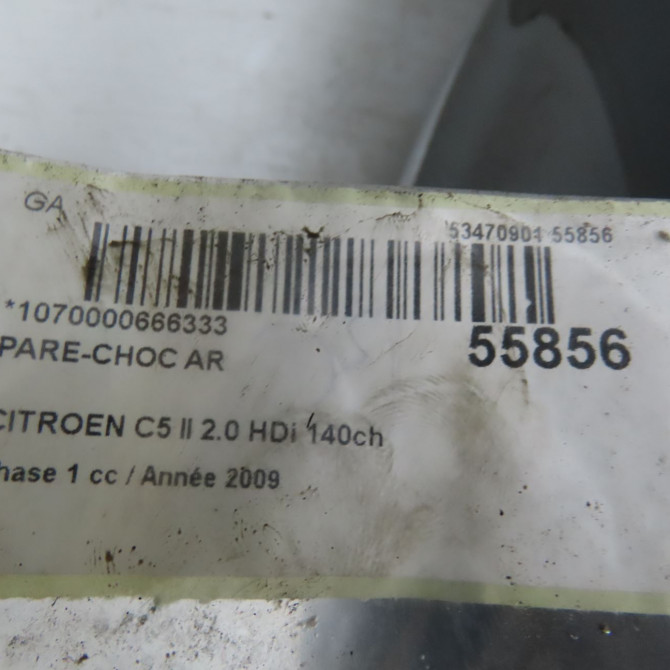 GA
53470901 55856
*1070000666333
55856
PARE-CHOC AR
CITROEN C5 II 2.0 HDi 140ch
hase 1 cc / Année 2009